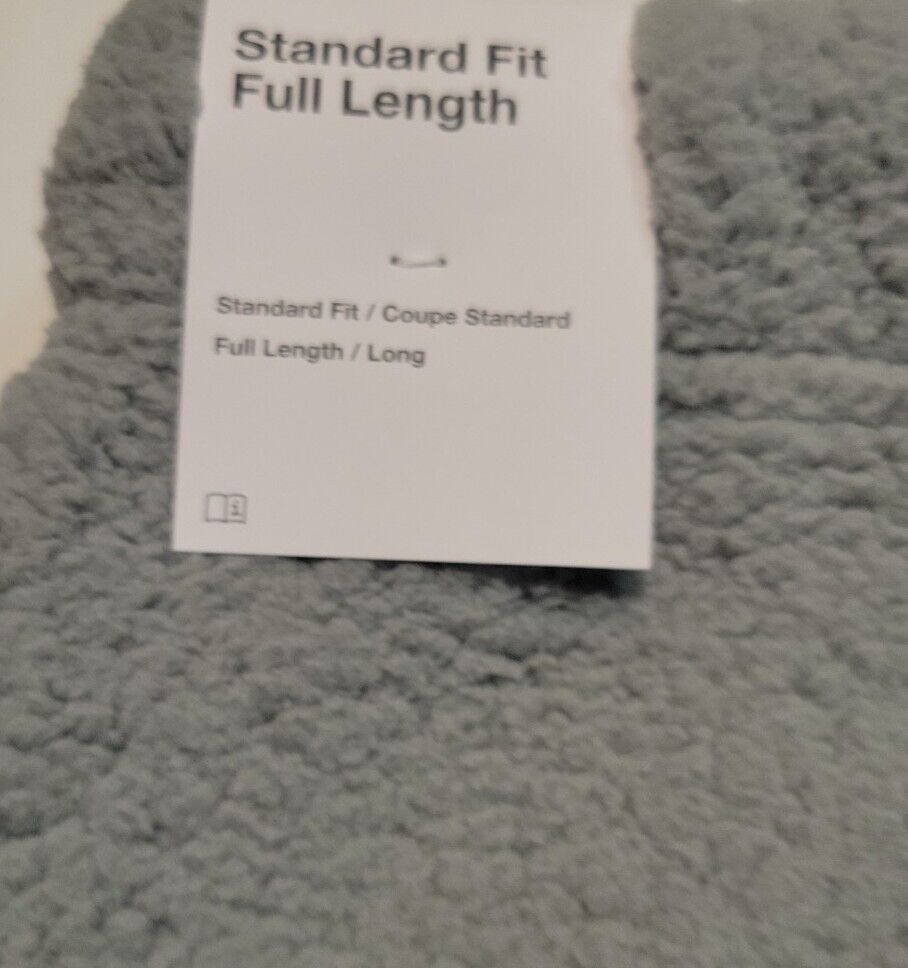 Standard Fit
Full Length
Standard Fit / Coupe Standard
Full Length / Long
i